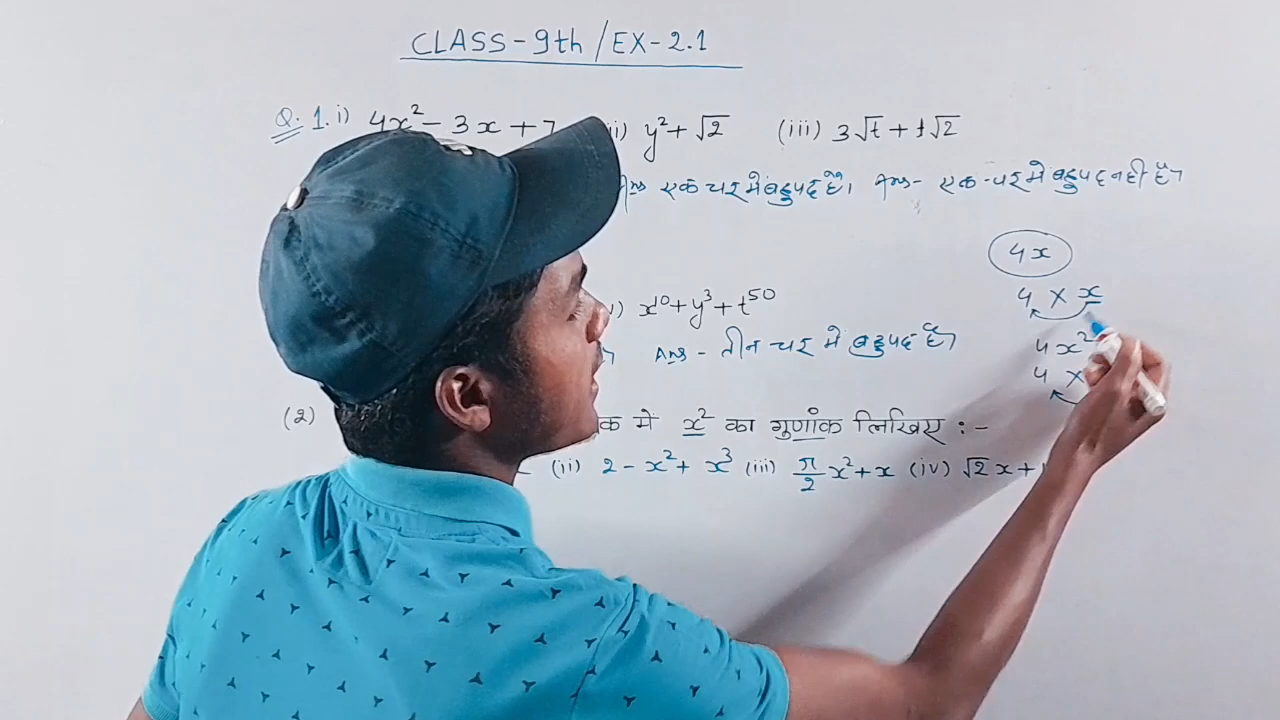 CLASS-9th / EX-2.1
Q. 1. i) 4x² - 3x + 7 ii) y² + √2 (iii) 3√t + t√2
एक चर में बहुपद है। Ans- एक चर में बहुपद नहीं है।
4x
4 × x
x¹⁰ + y³ + t⁵⁰
Ans - तीन चर में बहुपद है।
4x²
4 ×
(2) में x² का गुणांक लिखिए :-
(ii) 2 - x² + x³ (iii) π/2 x² + x (iv) √2 x +